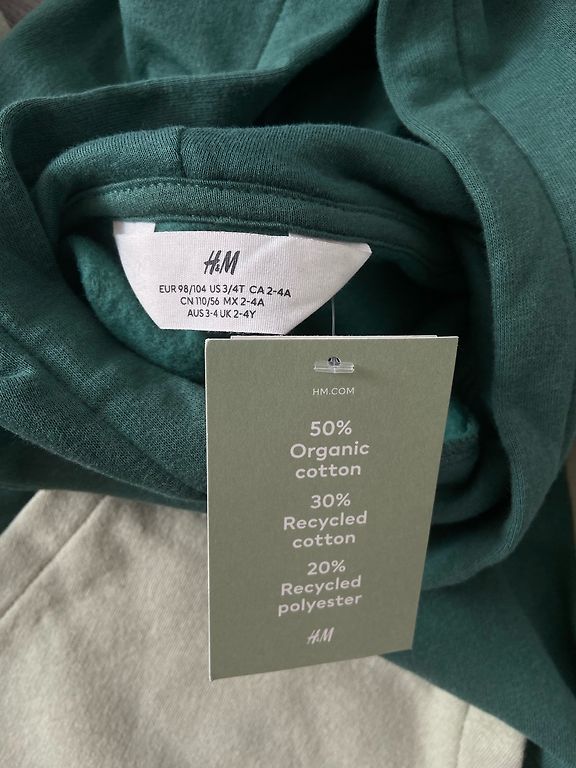 H&M
EUR 98/104 US 3/4T CA 2-4A
CN 110/56 MX 2-4A
AUS 3-4 UK 2-4Y
HM.COM
50%
Organic
cotton
30%
Recycled
cotton
20%
Recycled
polyester
H&M